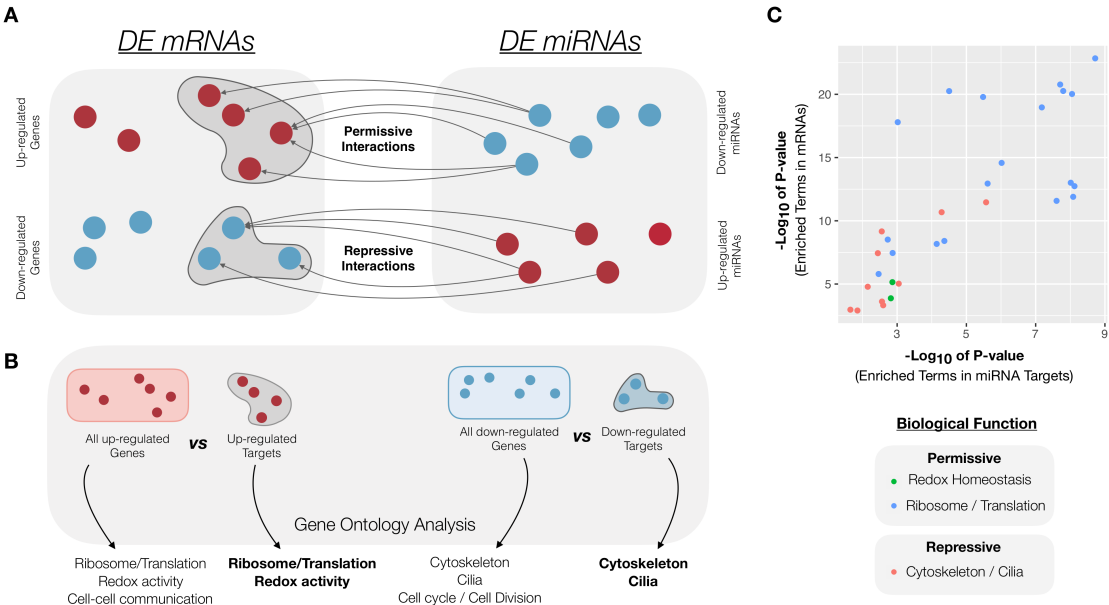 A
DE mRNAs
DE miRNAs
Up-regulated
Genes
Permissive
Interactions
Down-regulated
miRNAs
Down-regulated
Genes
Repressive
Interactions
Up-regulated
miRNAs
B
All up-regulated
Genes
vs
Up-regulated
Targets
All down-regulated
Genes
vs
Down-regulated
Targets
Gene Ontology Analysis
Ribosome/Translation
Redox activity
Cell-cell communication
Ribosome/Translation
Redox activity
Cytoskeleton
Cilia
Cell cycle / Cell Division
Cytoskeleton
Cilia
C
-Log10 of P-value
(Enriched Terms in mRNAs)
20
15
10
5
3
5
7
9
-Log10 of P-value
(Enriched Terms in miRNA Targets)
Biological Function
Permissive
Redox Homeostasis
Ribosome / Translation
Repressive
Cytoskeleton / Cilia